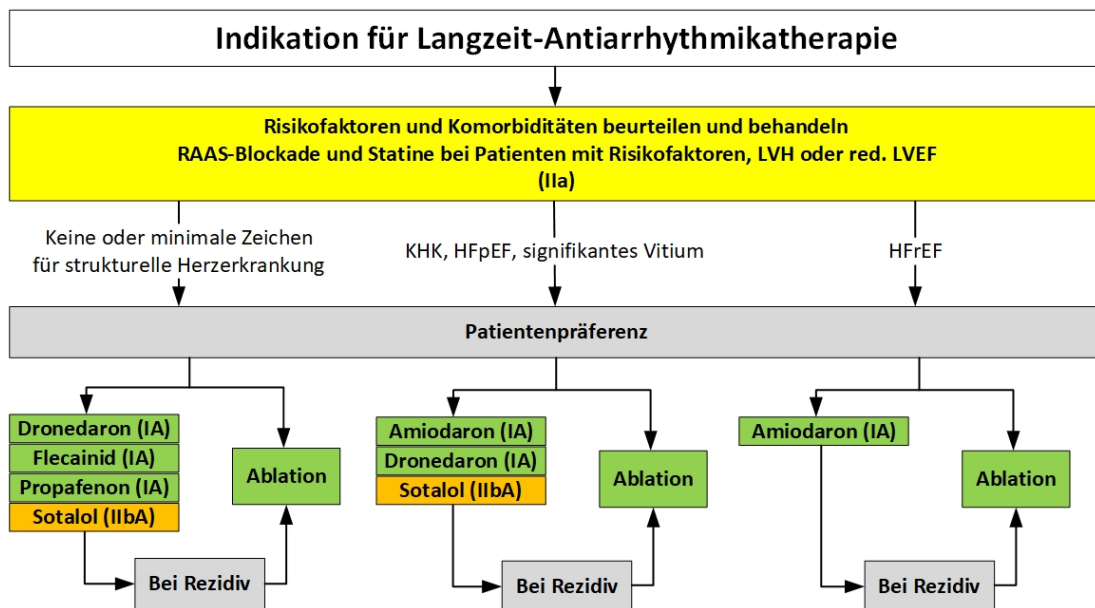 Indikation für Langzeit-Antiarrhythmikatherapie
Risikofaktoren und Komorbiditäten beurteilen und behandeln
RAAS-Blockade und Statine bei Patienten mit Risikofaktoren, LVH oder red. LVEF
(IIa)
Keine oder minimale Zeichen
für strukturelle Herzerkrankung
KHK, HFpEF, signifikantes Vitium
HFrEF
Patientenpräferenz
Dronedaron (IA)
Flecainid (IA)
Propafenon (IA)
Sotalol (IIbA)
Ablation
Bei Rezidiv
Amiodaron (IA)
Dronedaron (IA)
Sotalol (IIbA)
Ablation
Bei Rezidiv
Amiodaron (IA)
Ablation
Bei Rezidiv